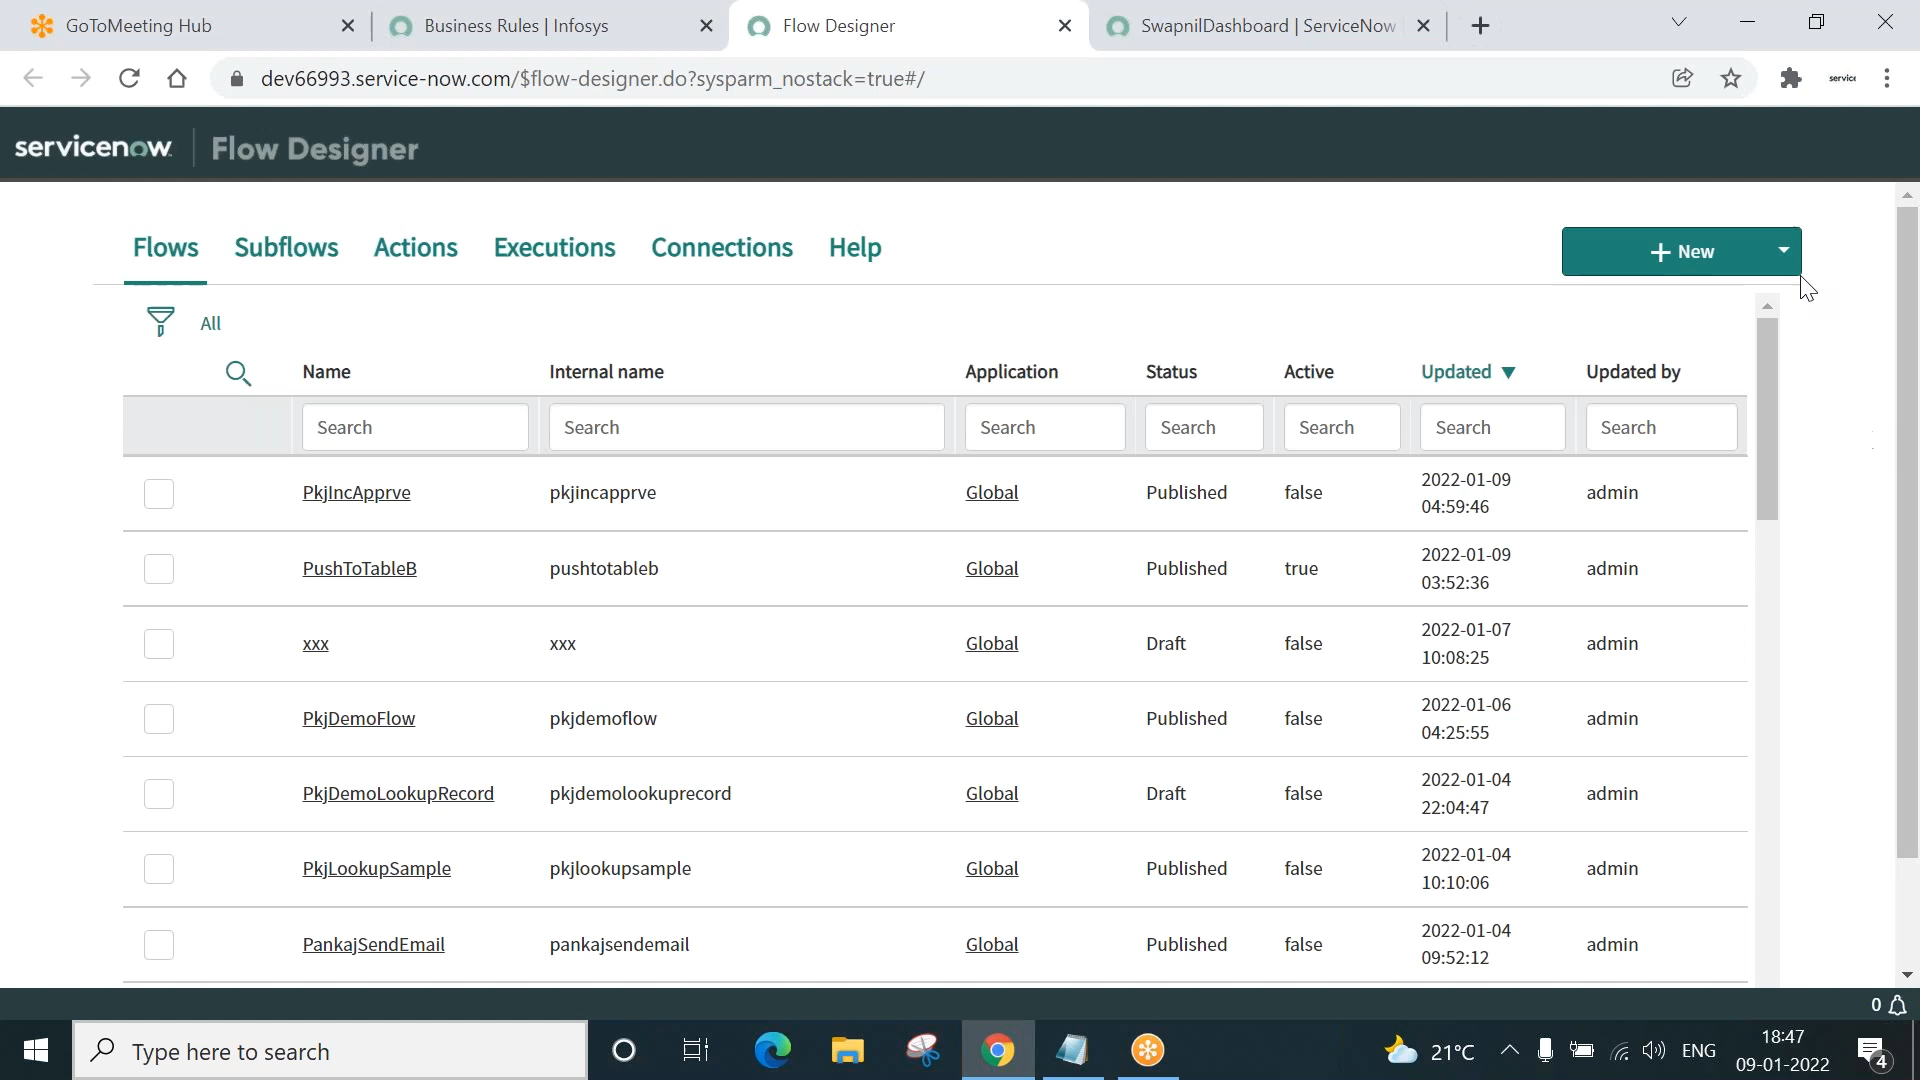 GoToMeeting Hub
Business Rules | Infosys
Flow Designer
SwapnilDashboard | ServiceNow
dev66993.service-now.com/$flow-designer.do?sysparm_nostack=true#/
service
servicenow
Flow Designer
Flows Subflows Actions Executions Connections Help
New
All
Name Internal name Application Status Active Updated Updated by
Search Search Search Search Search Search Search
PkjIncApprve pkjincapprve Global Published false 2022-01-09 04:59:46 admin
PushToTableB pushtotableb Global Published true 2022-01-09 03:52:36 admin
xxx xxx Global Draft false 2022-01-07 10:08:25 admin
PkjDemoFlow pkjdemoflow Global Published false 2022-01-06 04:25:55 admin
PkjDemoLookupRecord pkjdemolookuprecord Global Draft false 2022-01-04 22:04:47 admin
PkjLookupSample pkjlookupsample Global Published false 2022-01-04 10:10:06 admin
PankajSendEmail pankajsendemail Global Published false 2022-01-04 09:52:12 admin
0
Type here to search
21°C
ENG
18:47
09-01-2022
4